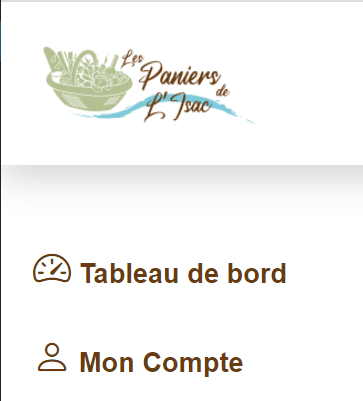 Les
Paniers
de
L'Isac
Tableau de bord
Mon Compte